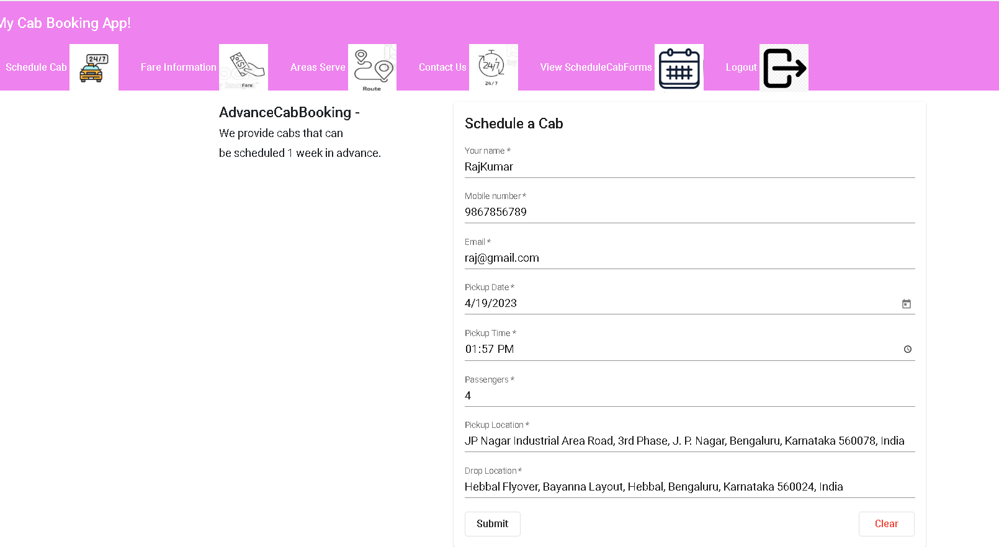 My Cab Booking App!
Schedule Cab
24/7
Fare Information
Fare
Areas Serve
Route
Contact Us
24/7
24/7
View ScheduleCabForms
Logout
AdvanceCabBooking -
We provide cabs that can
be scheduled 1 week in advance.
Schedule a Cab
Your name *
RajKumar
Mobile number *
9867856789
Email *
raj@gmail.com
Pickup Date *
4/19/2023
Pickup Time *
01:57 PM
Passengers *
4
Pickup Location *
JP Nagar Industrial Area Road, 3rd Phase, J. P. Nagar, Bengaluru, Karnataka 560078, India
Drop Location *
Hebbal Flyover, Bayanna Layout, Hebbal, Bengaluru, Karnataka 560024, India
Submit
Clear